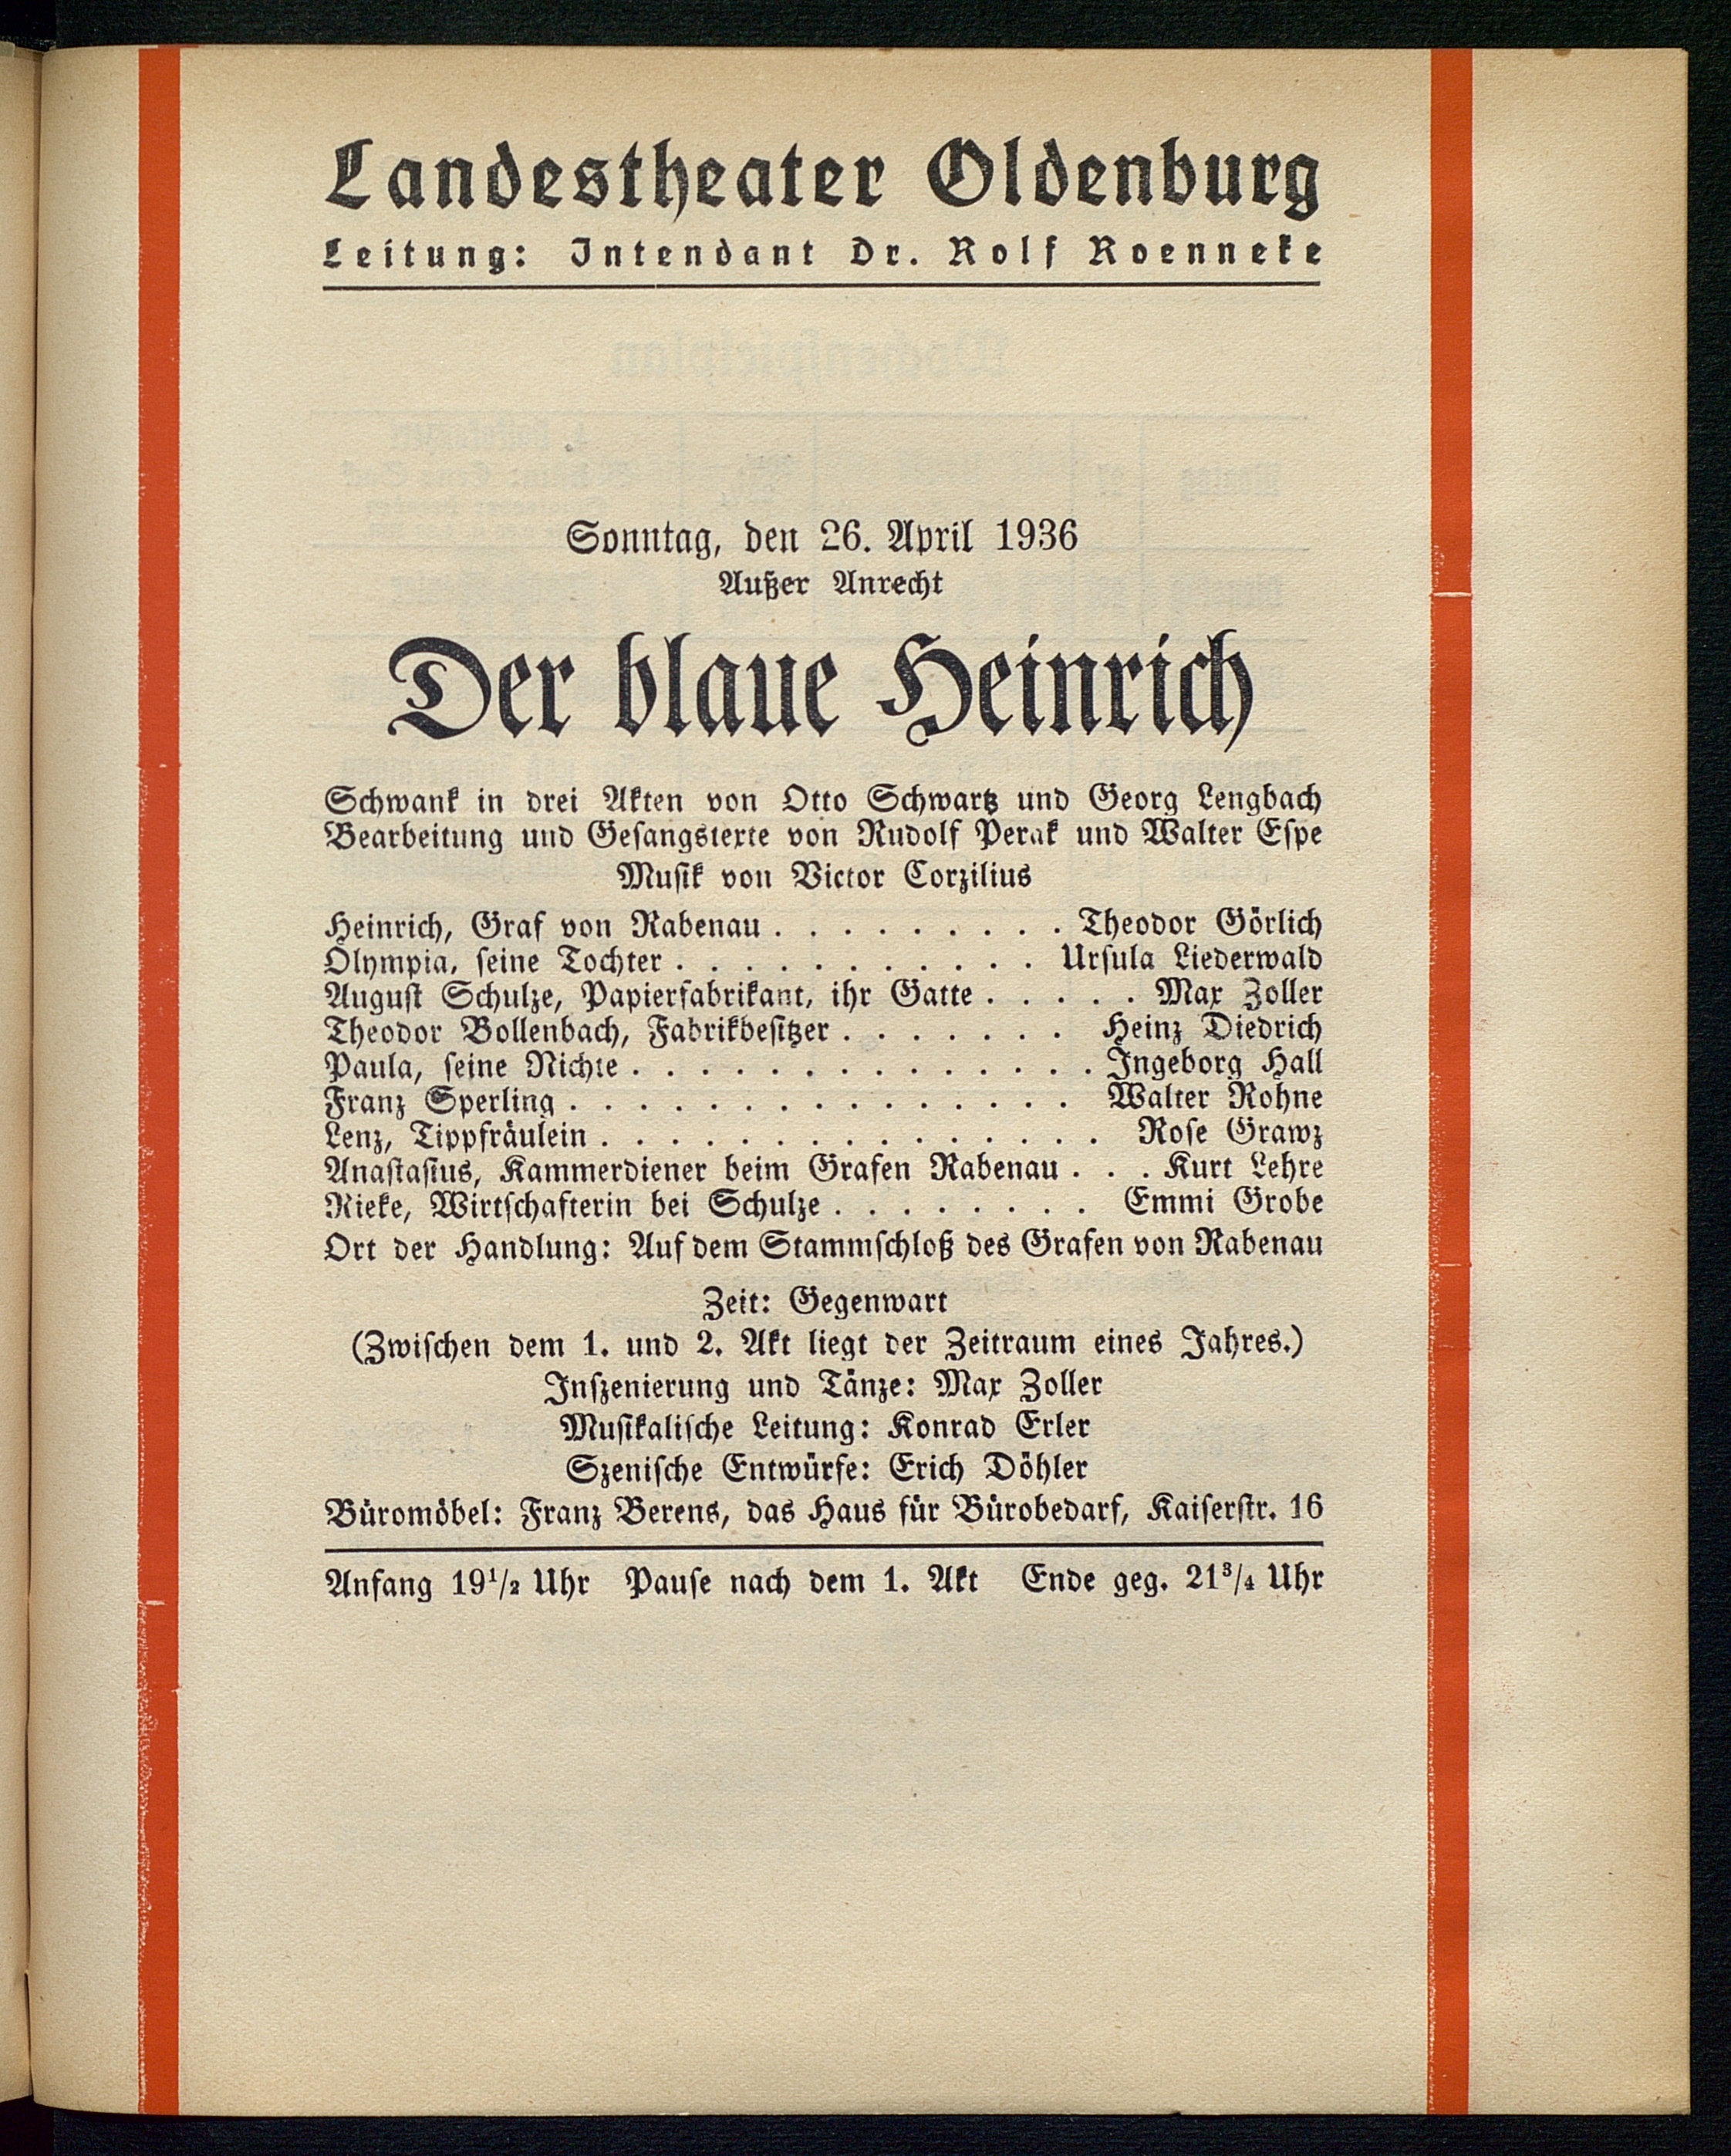 Landestheater Oldenburg
Leitung: Intendant Dr. Rolf Roenneke
Sonntag, den 26. April 1936
Außer Anrecht
Der blaue Heinrich
Schwank in drei Akten von Otto Schwartz und Georg Lengbach
Bearbeitung und Gesangstexte von Rudolf Perak und Walter Espe
Musik von Victor Corzilius
Heinrich, Graf von Rabenau . . . . . . . . . Theodor Görlich
Olympia, seine Tochter . . . . . . . . . . . Ursula Liederwald
August Schulze, Papierfabrikant, ihr Gatte . . . . . Max Zoller
Theodor Bollenbach, Fabrikbesitzer . . . . . . . Heinz Diedrich
Paula, seine Nichte . . . . . . . . . . . . . . Ingeborg Hall
Franz Sperling . . . . . . . . . . . . . . . Walter Rohne
Lenz, Tippfräulein . . . . . . . . . . . . . . . Rose Grawz
Anastasius, Kammerdiener beim Grafen Rabenau . . . Kurt Lehre
Rieke, Wirtschafterin bei Schulze . . . . . . . . Emmi Grobe
Ort der Handlung: Auf dem Stammschloß des Grafen von Rabenau
Zeit: Gegenwart
(Zwischen dem 1. und 2. Akt liegt der Zeitraum eines Jahres.)
Inszenierung und Tänze: Max Zoller
Musikalische Leitung: Konrad Erler
Szenische Entwürfe: Erich Döhler
Büromöbel: Franz Berens, das Haus für Bürobedarf, Kaiserstr. 16
Anfang 19¹/₂ Uhr Pause nach dem 1. Akt Ende geg. 21³/₄ Uhr